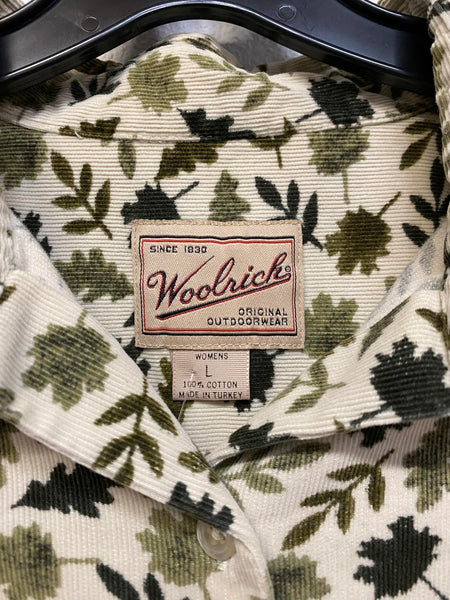 SINCE 1830
Woolrich®
ORIGINAL
OUTDOORWEAR
WOMENS
L
100% COTTON
MADE IN TURKEY